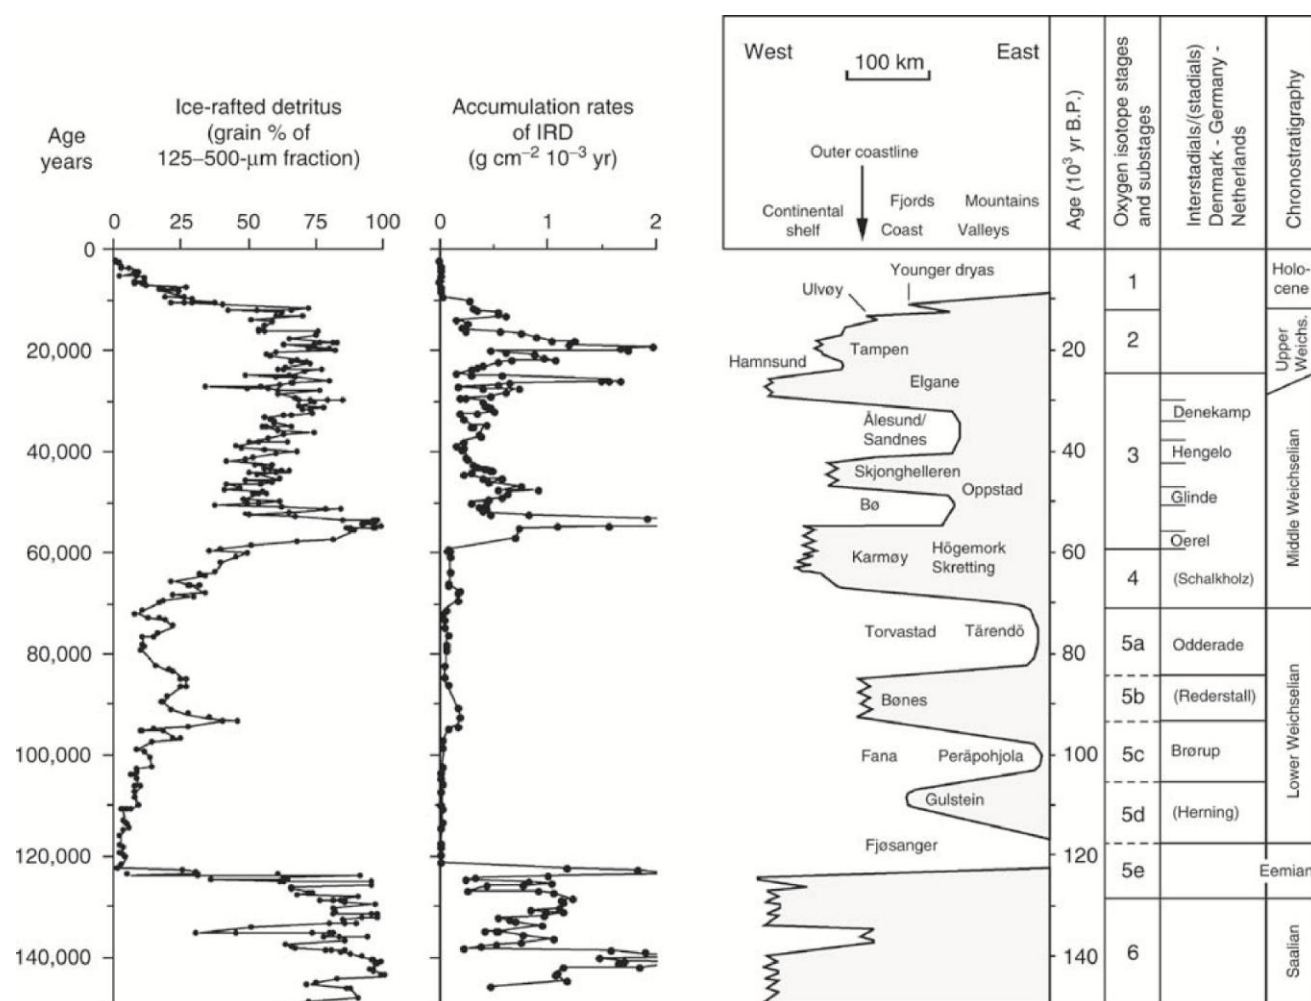 Age
years
Ice-rafted detritus
(grain % of
125–500-μm fraction)
0 25 50 75 100
Accumulation rates
of IRD
(g cm⁻² 10⁻³ yr)
0 1 2
0
20,000
40,000
60,000
80,000
100,000
120,000
140,000
West
East
100 km
Outer coastline
Continental
shelf
Fjords
Coast
Mountains
Valleys
Younger dryas
Ulvøy
Tampen
Hamnsund
Elgane
Ålesund/
Sandnes
Skjonghelleren
Oppstad
Bø
Karmøy
Högemork
Skretting
Torvastad
Tärendö
Bønes
Fana
Peräpohjola
Gulstein
Fjøsanger
Age (10³ yr B.P.)
20
40
60
80
100
120
140
Oxygen isotope stages
and substages
1
2
3
4
5a
5b
5c
5d
5e
6
Interstadials/(stadials)
Denmark - Germany -
Netherlands
Denekamp
Hengelo
Glinde
Oerel
(Schalkholz)
Odderade
(Rederstall)
Brørup
(Herning)
Chronostratigraphy
Holo-
cene
Upper
Weichs.
Middle Weichselian
Lower Weichselian
Eemian
Saalian